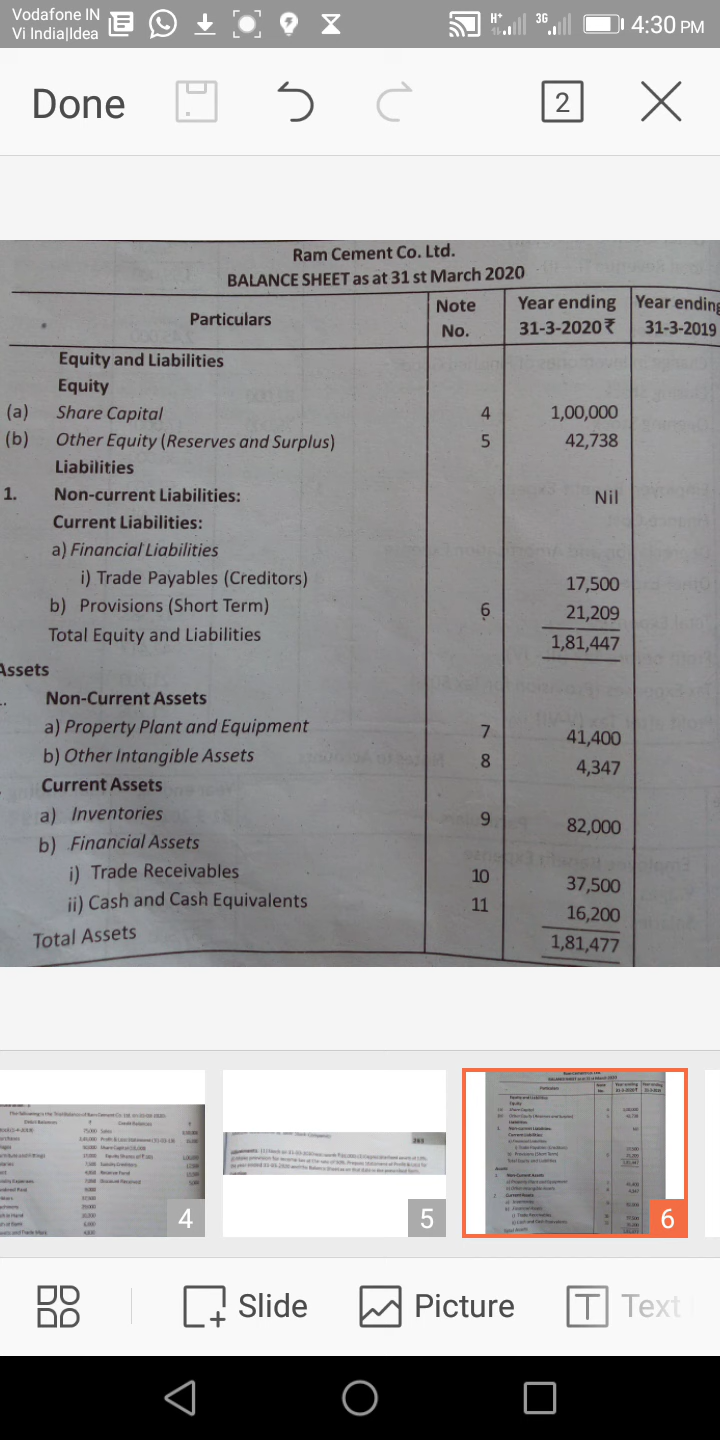 Vodafone IN
Vi India|Idea
H+ 3G 4:30 PM
Done 2
Ram Cement Co. Ltd.
BALANCE SHEET as at 31 st March 2020
Particulars Note No. Year ending 31-3-2020 ₹ Year ending 31-3-2019
Equity and Liabilities
Equity
(a) Share Capital 4 1,00,000
(b) Other Equity (Reserves and Surplus) 5 42,738
Liabilities
1. Non-current Liabilities: Nil
Current Liabilities:
a) Financial Liabilities
i) Trade Payables (Creditors) 17,500
b) Provisions (Short Term) 6 21,209
Total Equity and Liabilities 1,81,447
Assets
Non-Current Assets
a) Property Plant and Equipment 7 41,400
b) Other Intangible Assets 8 4,347
Current Assets
a) Inventories 9 82,000
b) Financial Assets
i) Trade Receivables 10 37,500
ii) Cash and Cash Equivalents 11 16,200
Total Assets 1,81,477
4 5 6
Slide Picture Text